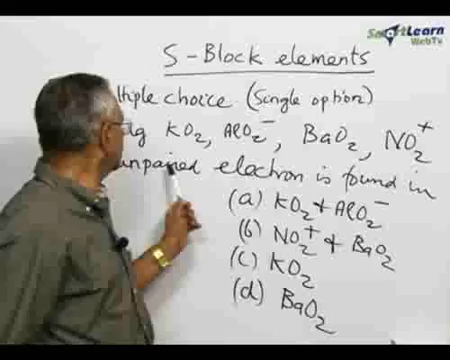 SmartLearn
WebTv
S - Block elements
ltiple choice (Single option)
g KO2, AlO2⁻, BaO2, NO2⁺
unpaired electron is found in
(a) KO2 + AlO2⁻
(b) NO2⁺ & BaO2
(c) KO2
(d) BaO2